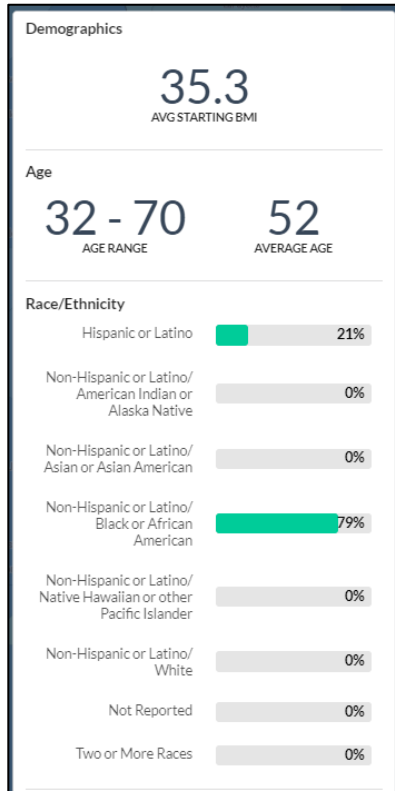 Demographics
35.3
AVG STARTING BMI
Age
32 - 70
AGE RANGE
52
AVERAGE AGE
Race/Ethnicity
Hispanic or Latino
21%
Non-Hispanic or Latino/
American Indian or
Alaska Native
0%
Non-Hispanic or Latino/
Asian or Asian American
0%
Non-Hispanic or Latino/
Black or African
American
79%
Non-Hispanic or Latino/
Native Hawaiian or other
Pacific Islander
0%
Non-Hispanic or Latino/
White
0%
Not Reported
0%
Two or More Races
0%